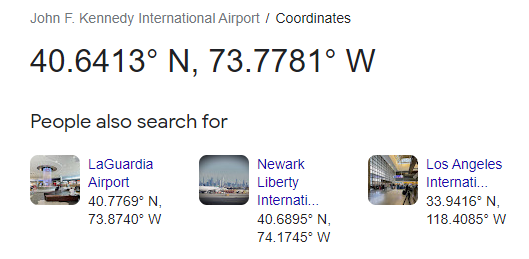 John F. Kennedy International Airport / Coordinates
40.6413° N, 73.7781° W
People also search for
LaGuardia
Airport
40.7769° N,
73.8740° W
Newark
Liberty
Internati...
40.6895° N,
74.1745° W
Los Angeles
Internati...
33.9416° N,
118.4085° W